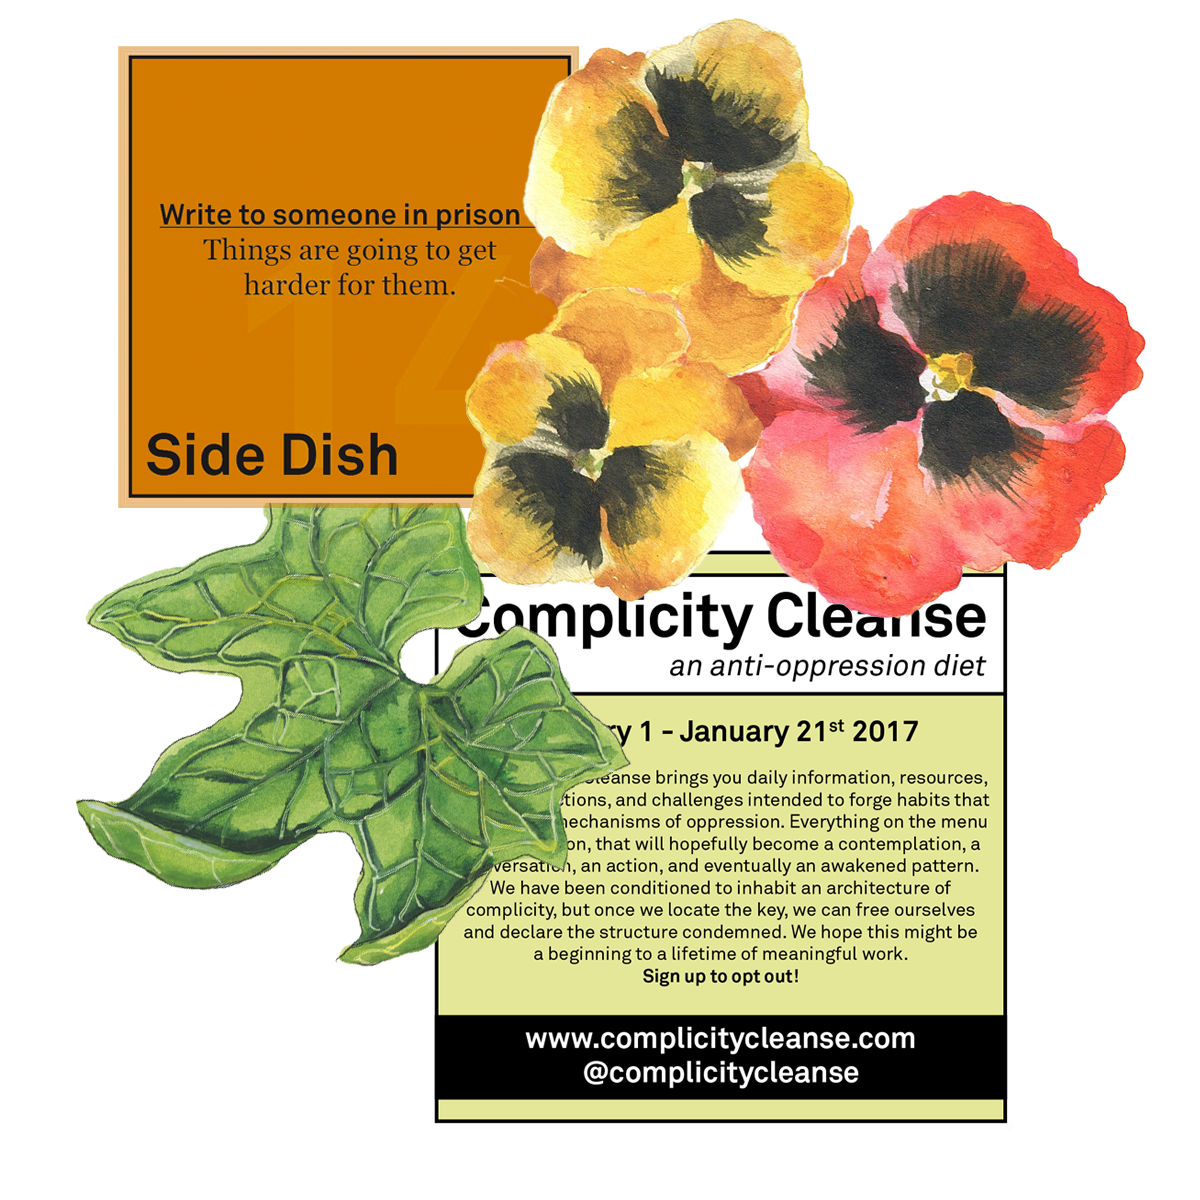 Write to someone in prison
Things are going to get
harder for them.
14
Side Dish
Complicity Cleanse
an anti-oppression diet
1 - January 21st 2017
Cleanse brings you daily information, resources,
and challenges intended to forge habits that
mechanisms of oppression. Everything on the menu
that will hopefully become a contemplation, a
an action, and eventually an awakened pattern.
We have been conditioned to inhabit an architecture of
complicity, but once we locate the key, we can free ourselves
and declare the structure condemned. We hope this might be
a beginning to a lifetime of meaningful work.
Sign up to opt out!
www.complicitycleanse.com
@complicitycleanse